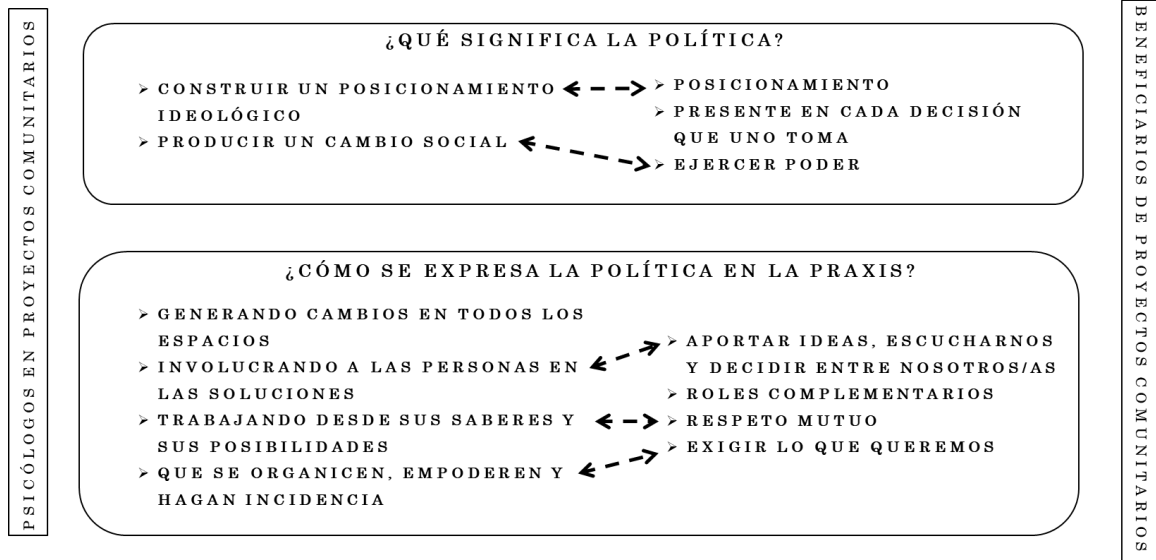 PSICÓLOGOS EN PROYECTOS COMUNITARIOS
¿QUÉ SIGNIFICA LA POLÍTICA?
➢ CONSTRUIR UN POSICIONAMIENTO
IDEOLÓGICO
➢ PRODUCIR UN CAMBIO SOCIAL
➢ POSICIONAMIENTO
➢ PRESENTE EN CADA DECISIÓN
QUE UNO TOMA
➢ EJERCER PODER
¿CÓMO SE EXPRESA LA POLÍTICA EN LA PRAXIS?
➢ GENERANDO CAMBIOS EN TODOS LOS
ESPACIOS
➢ INVOLUCRANDO A LAS PERSONAS EN
LAS SOLUCIONES
➢ TRABAJANDO DESDE SUS SABERES Y
SUS POSIBILIDADES
➢ QUE SE ORGANICEN, EMPODEREN Y
HAGAN INCIDENCIA
➢ APORTAR IDEAS, ESCUCHARNOS
Y DECIDIR ENTRE NOSOTROS/AS
➢ ROLES COMPLEMENTARIOS
➢ RESPETO MUTUO
➢ EXIGIR LO QUE QUEREMOS
BENEFICIARIOS DE PROYECTOS COMUNITARIOS